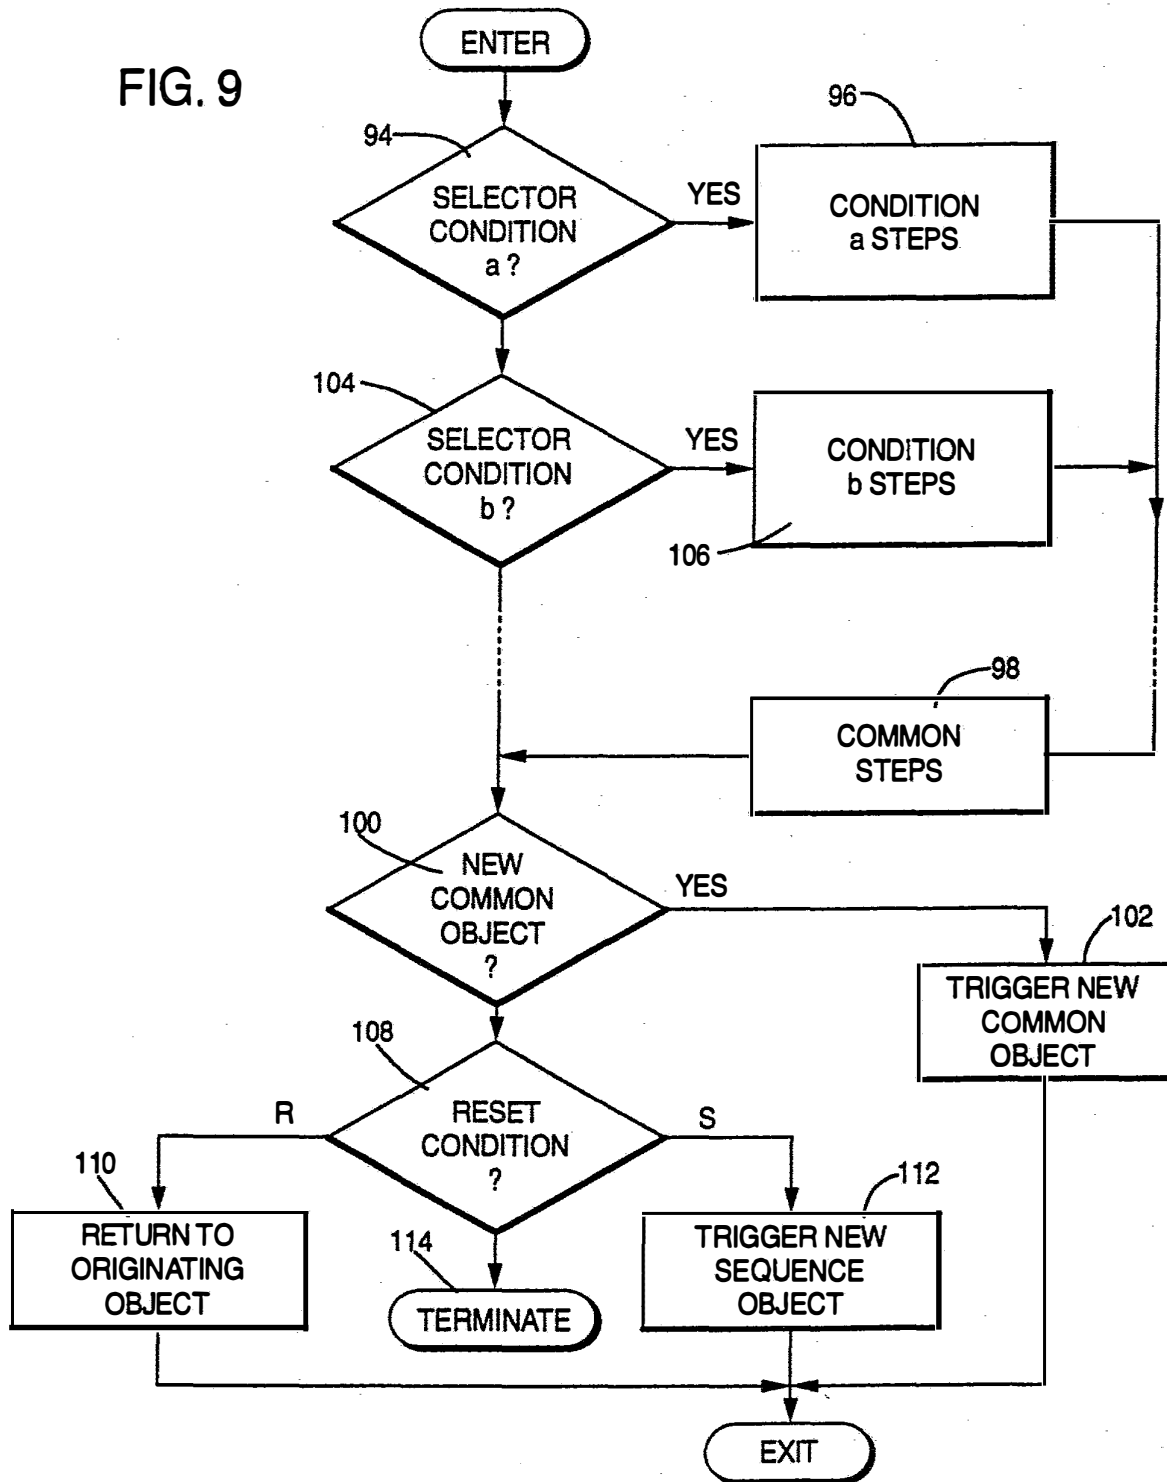 ENTER
FIG. 9
94
96
SELECTOR
CONDITION
a ?
YES
CONDITION
a STEPS
104
SELECTOR
CONDITION
b ?
YES
CONDITION
b STEPS
106
98
COMMON
STEPS
100
NEW
COMMON
OBJECT
?
YES
102
TRIGGER NEW
COMMON
OBJECT
108
RESET
CONDITION
?
R
S
110
RETURN TO
ORIGINATING
OBJECT
114
TERMINATE
112
TRIGGER NEW
SEQUENCE
OBJECT
EXIT